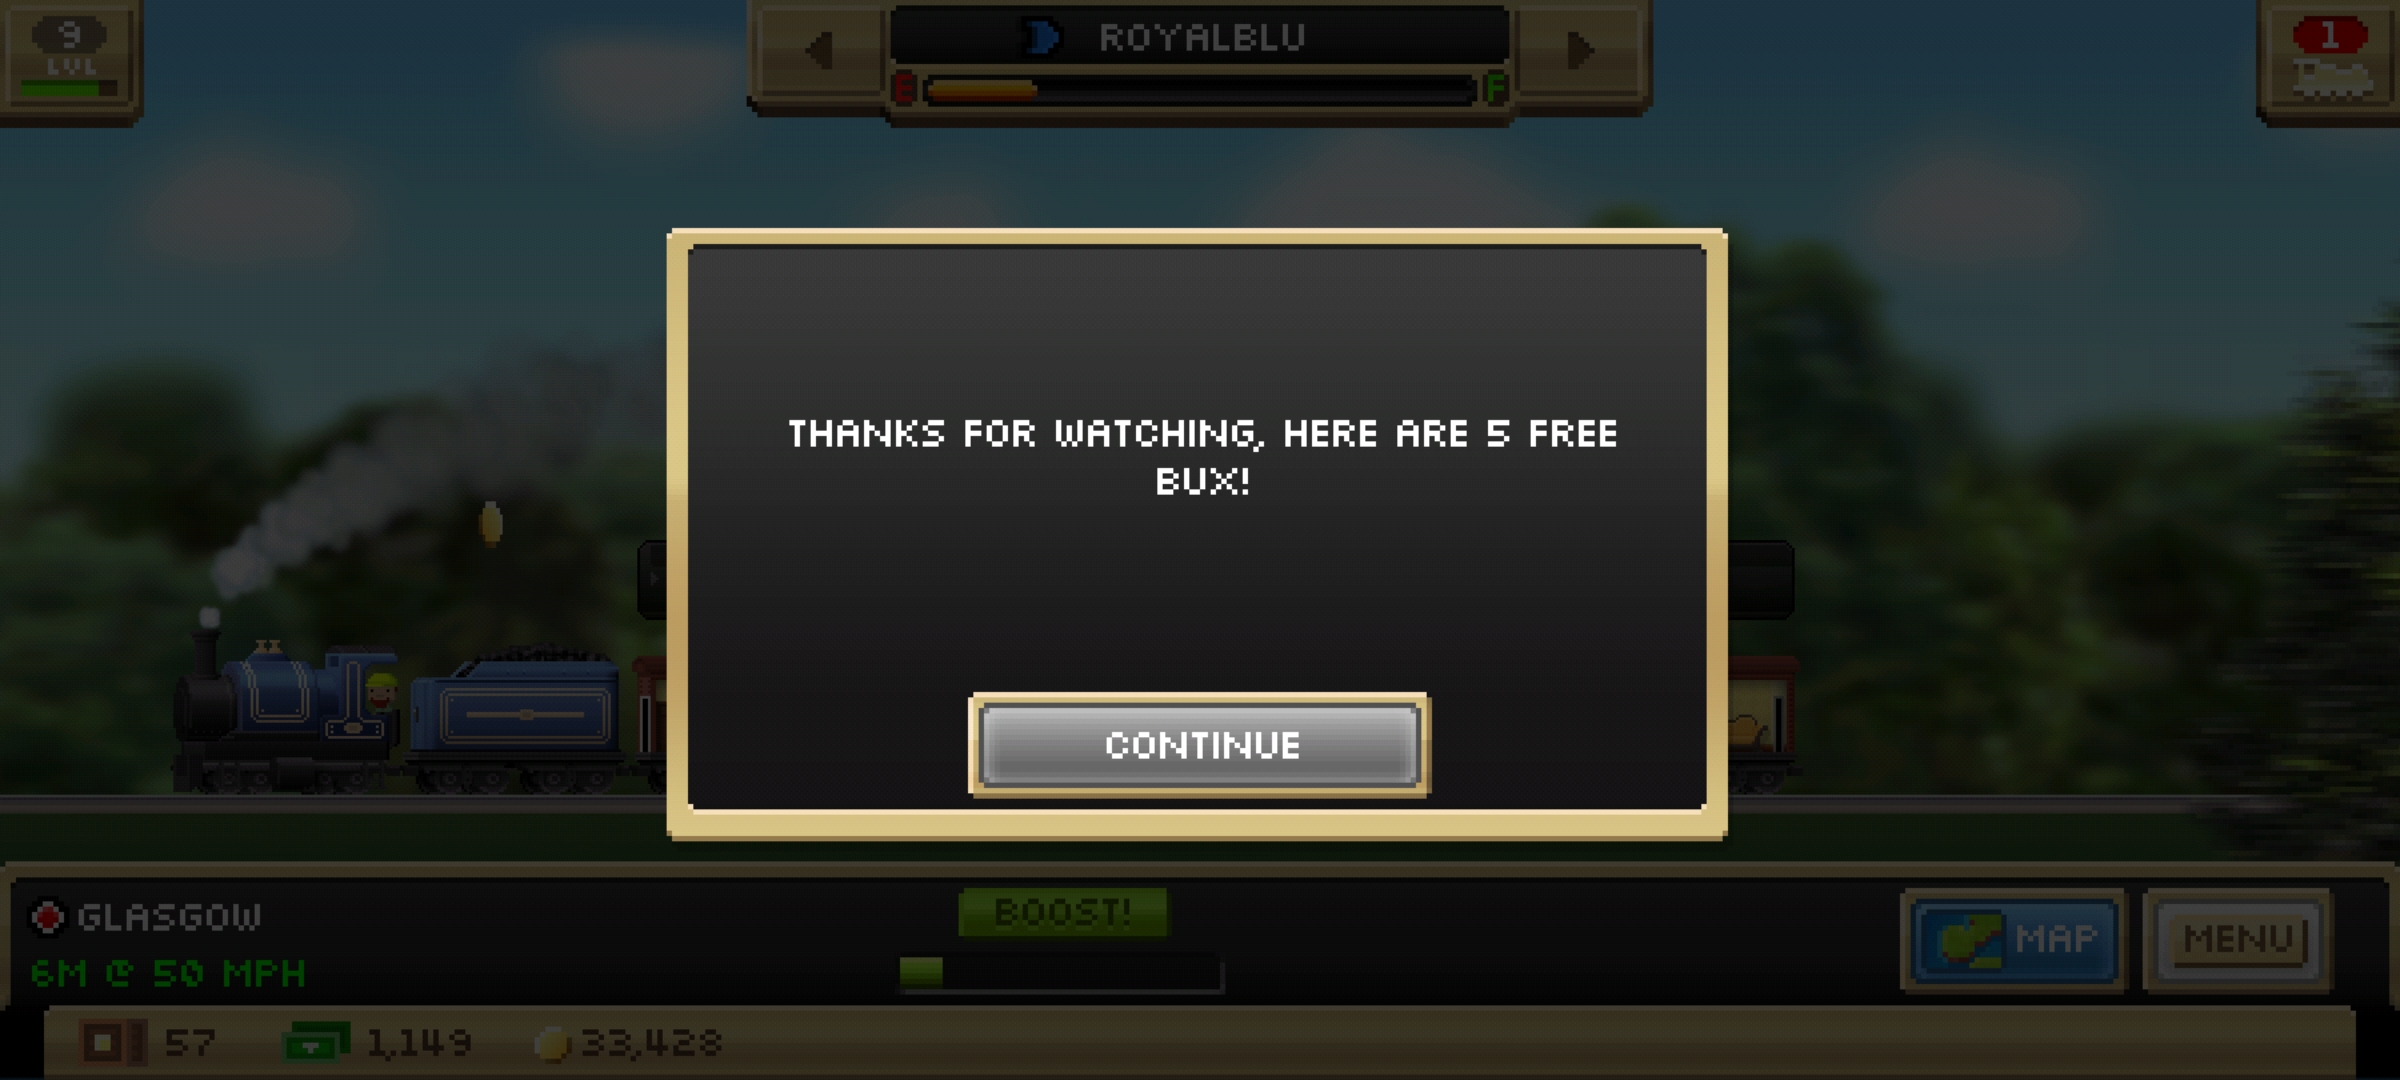 9
LVL
ROYALBLU
E F
1
THANKS FOR WATCHING, HERE ARE 5 FREE
BUX!
CONTINUE
GLASGOW
6M @ 50 MPH
BOOST!
MAP
MENU
57
1,149
33,428